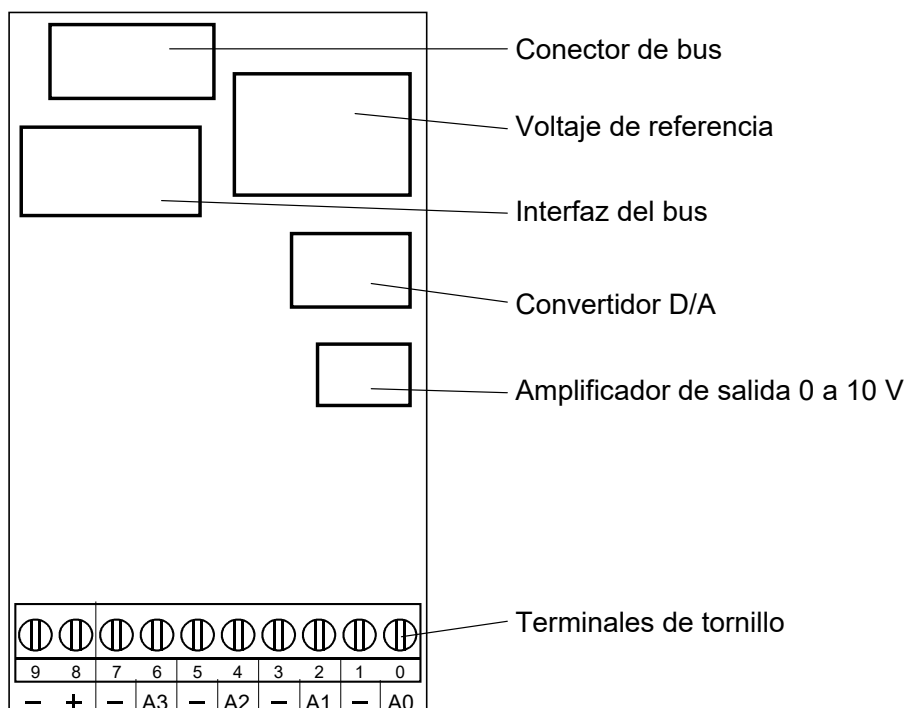 Conector de bus
Voltaje de referencia
Interfaz del bus
Convertidor D/A
Amplificador de salida 0 a 10 V
Terminales de tornillo
9 8 7 6 5 4 3 2 1 0
− + − A3 − A2 − A1 − A0